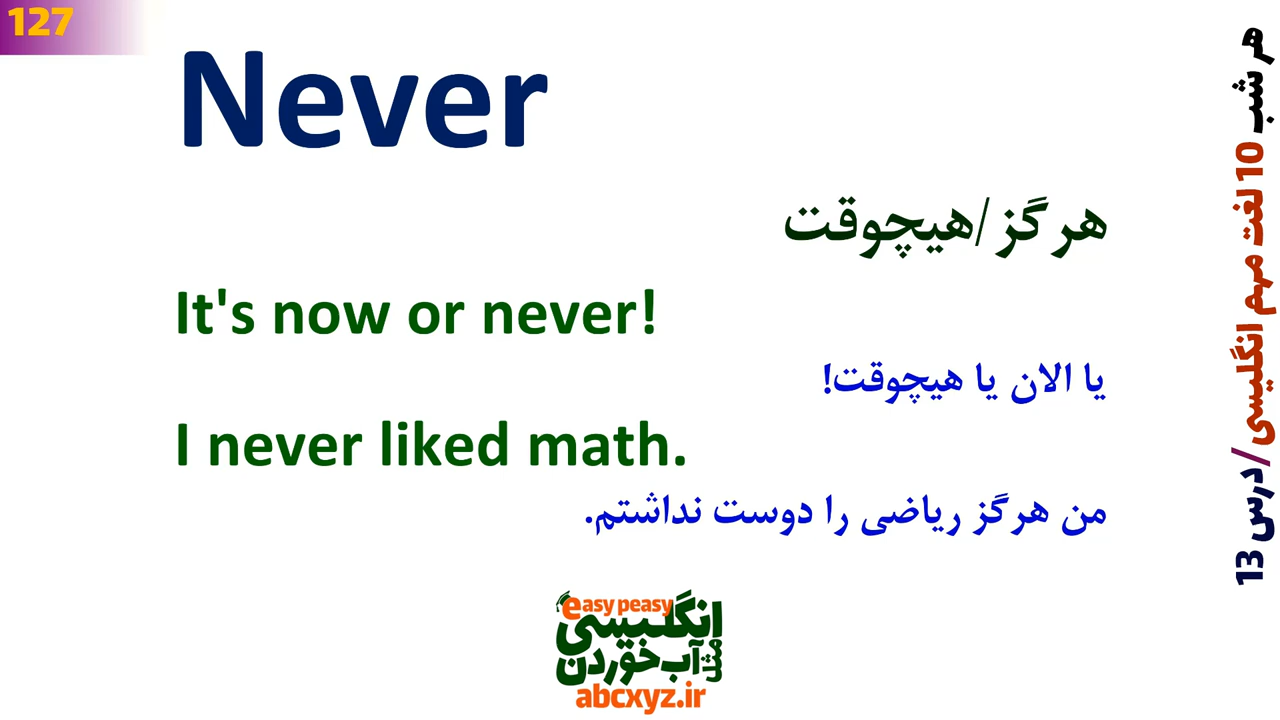 127
Never
هرگز/هیچوقت
It's now or never!
یا الان یا هیچوقت!
I never liked math.
من هرگز ریاضی را دوست نداشتم.
هر شب 10 لغت مهم انگلیسی/درس 13
easy peasy
انگلیسی
مثل آب خوردن
abcxyz.ir